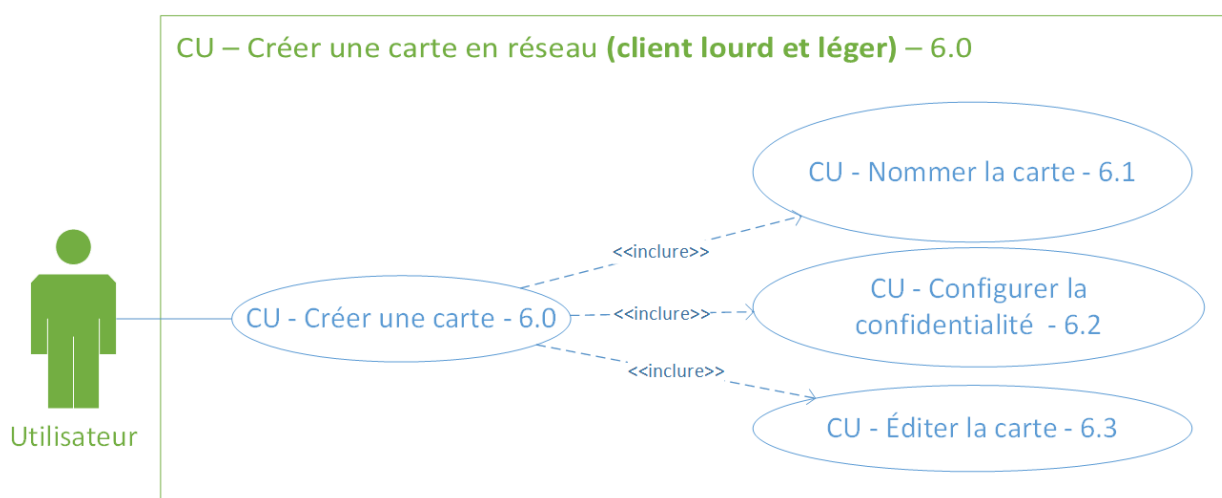 CU – Créer une carte en réseau (client lourd et léger) – 6.0
CU - Nommer la carte - 6.1
<<inclure>>
CU - Configurer la
confidentialité - 6.2
CU - Créer une carte - 6.0
<<inclure>>
<<inclure>>
CU - Éditer la carte - 6.3
Utilisateur